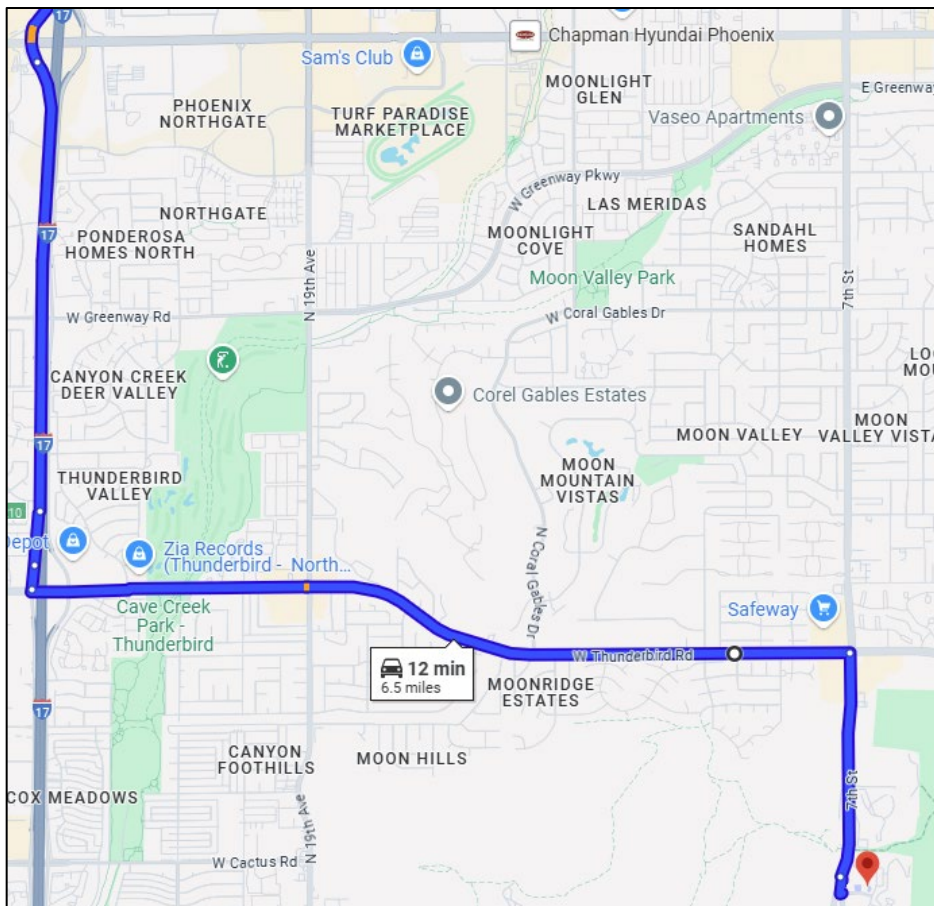 17
Chapman Hyundai Phoenix
Sam's Club
MOONLIGHT
GLEN
E Greenway
PHOENIX
NORTHGATE
TURF PARADISE
MARKETPLACE
Vaseo Apartments
W Greenway Pkwy
LAS MERIDAS
NORTHGATE
17
PONDEROSA
HOMES NORTH
N 19th Ave
MOONLIGHT
COVE
SANDAHL
HOMES
Moon Valley Park
7th St
W Greenway Rd
W Coral Gables Dr
CANYON CREEK
DEER VALLEY
LO
MOU
Corel Gables Estates
17
MOON VALLEY
MOON
VALLEY VISTA
THUNDERBIRD
VALLEY
MOON
MOUNTAIN
VISTAS
10
Depot
Zia Records
(Thunderbird - North...
N Coral Gables Dr
Cave Creek
Park -
Thunderbird
Safeway
12 min
6.5 miles
W Thunderbird Rd
MOONRIDGE
ESTATES
17
CANYON
FOOTHILLS
MOON HILLS
COX MEADOWS
N 19th Ave
7th St
W Cactus Rd